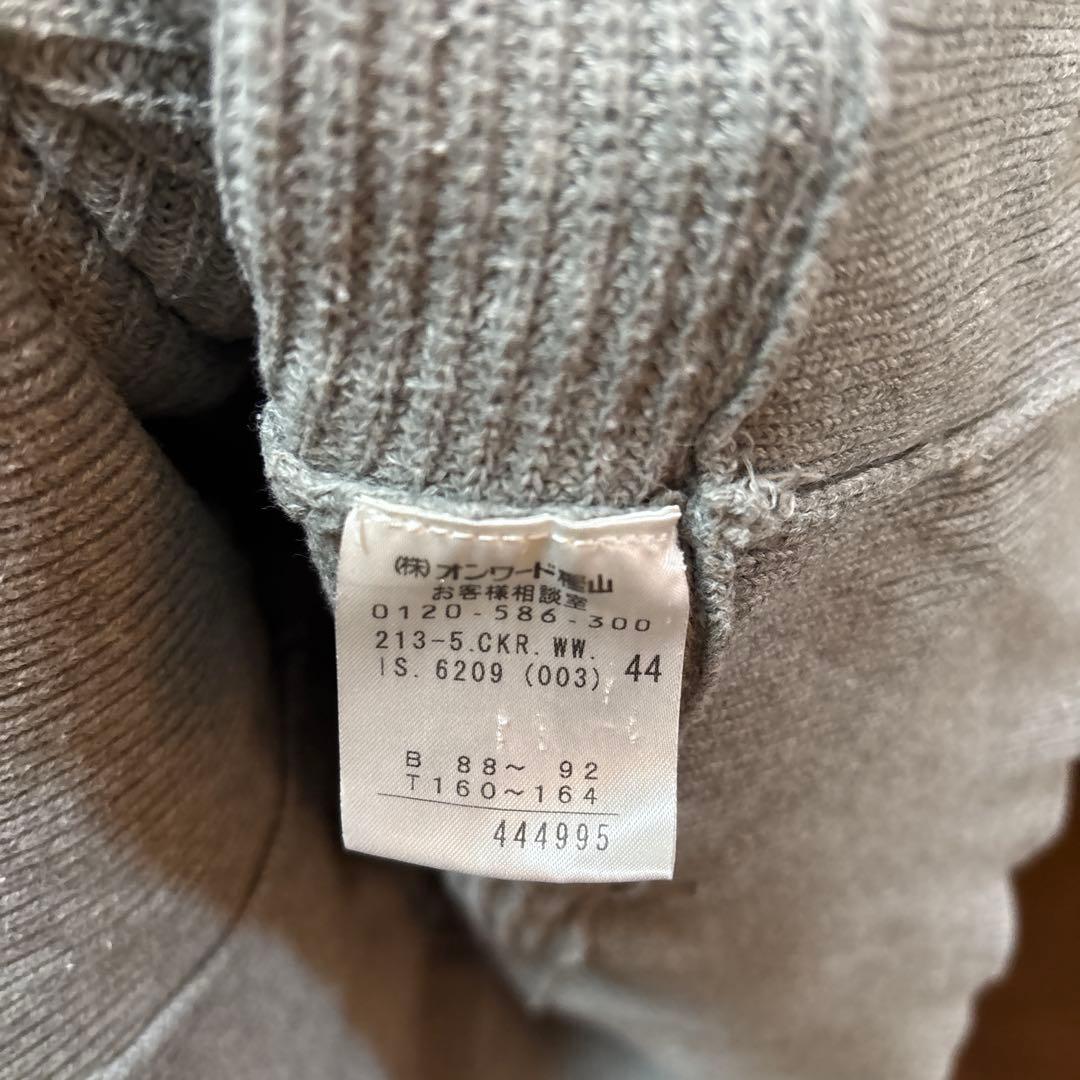 (株)オンワード樫山
お客様相談室
0120-586-300
213-5.CKR.WW.
IS.6209 (003) 44
B 88～ 92
T160～164
444995